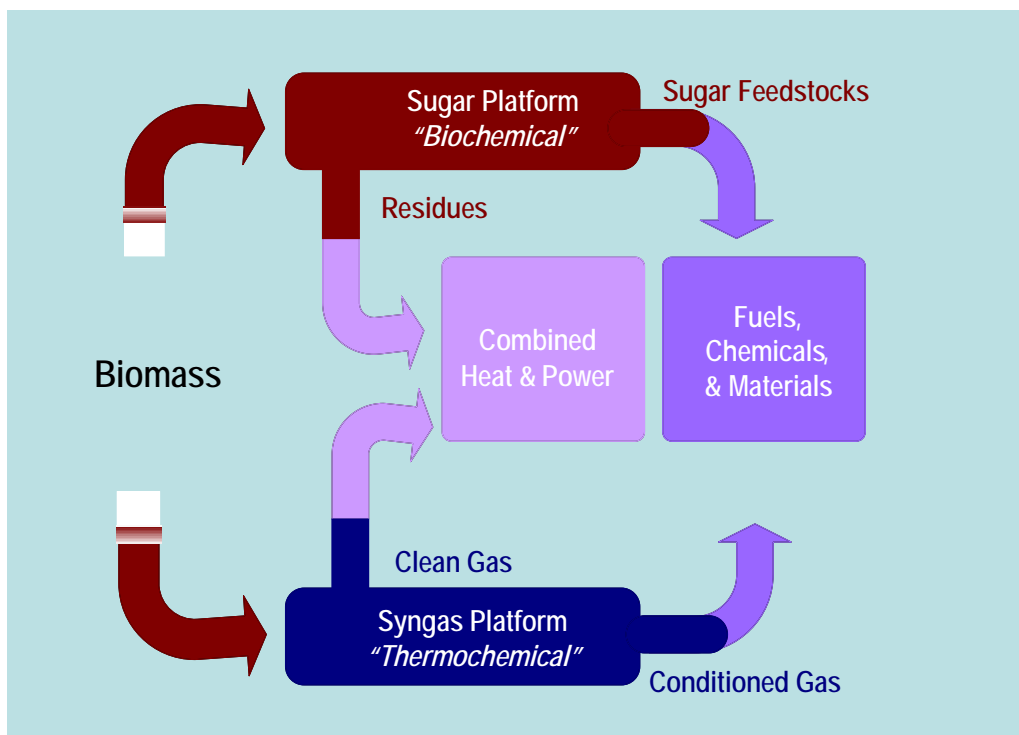 Sugar Platform
“Biochemical”
Sugar Feedstocks
Residues
Biomass
Combined
Heat & Power
Fuels,
Chemicals,
& Materials
Clean Gas
Syngas Platform
“Thermochemical”
Conditioned Gas